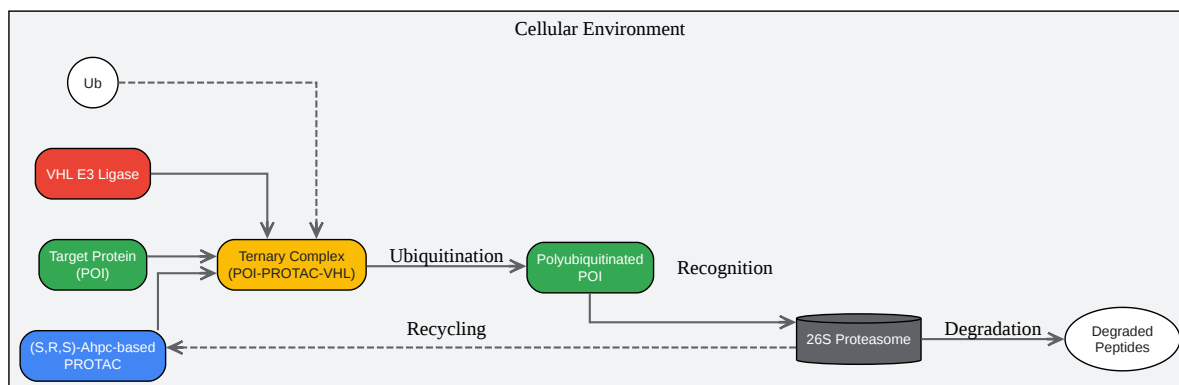 Cellular Environment
Ub
VHL E3 Ligase
Target Protein
(POI)
Ternary Complex
(POI-PROTAC-VHL)
Ubiquitination
Polyubiquitinated
POI
Recognition
(S,R,S)-Ahpc-based
PROTAC
Recycling
26S Proteasome
Degradation
Degraded
Peptides